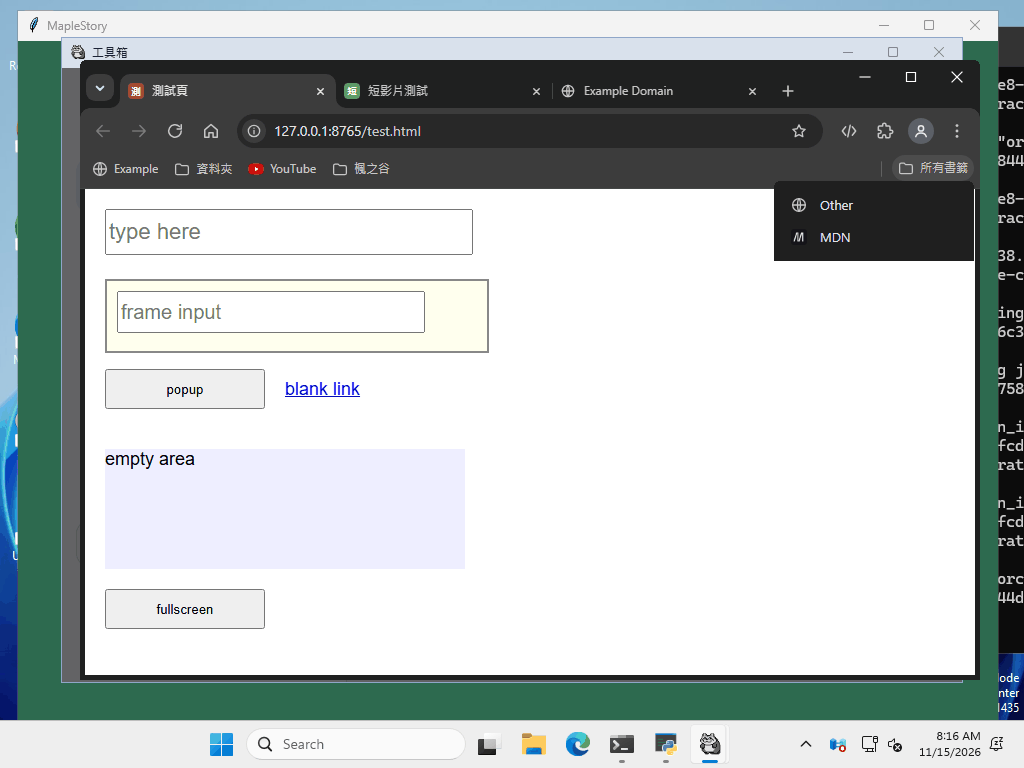 MapleStory
工具箱
測 測試頁
短 短影片測試
Example Domain
127.0.0.1:8765/test.html
Example
資料夾
YouTube
楓之谷
所有書籤
Other
MDN
type here
frame input
popup
blank link
empty area
fullscreen
Search
8:16 AM
11/15/2026